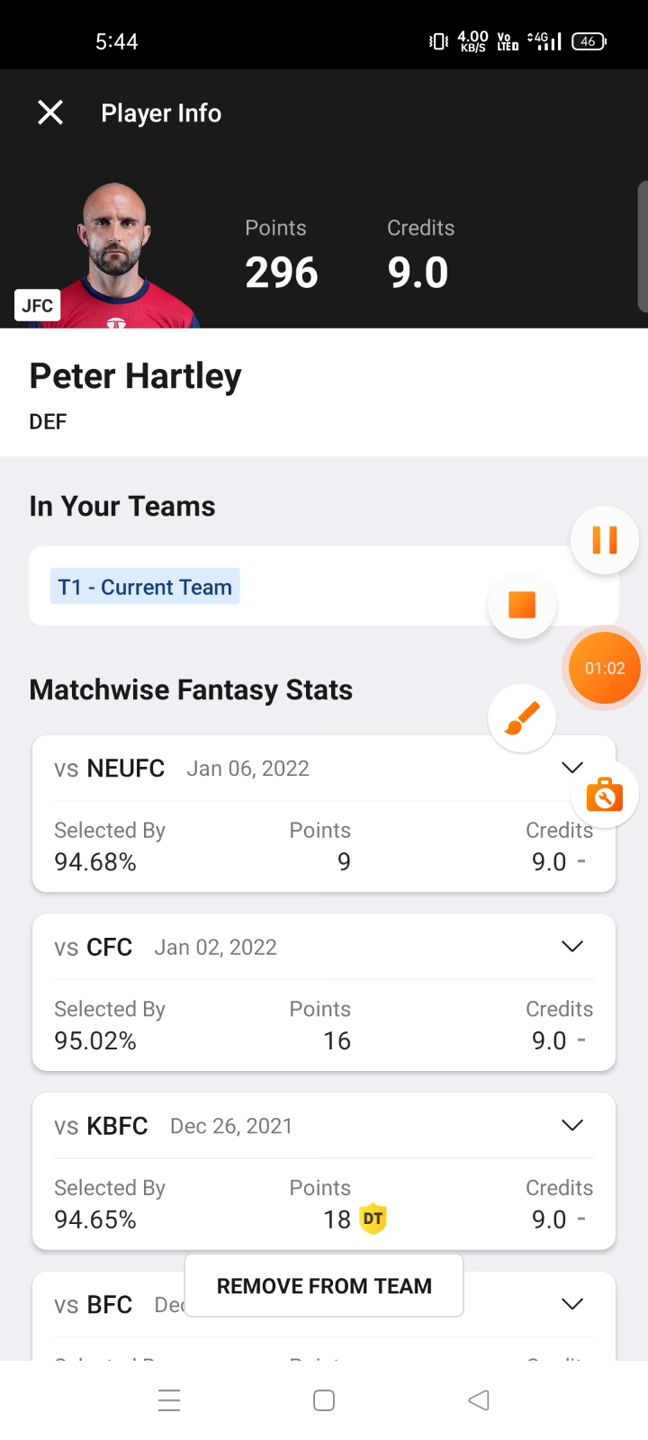 5:44
4.00 KB/S Vo LTE 4G 46
Player Info
Points Credits
296 9.0
JFC
Peter Hartley
DEF
In Your Teams
T1 - Current Team
01:02
Matchwise Fantasy Stats
vs NEUFC Jan 06, 2022
Selected By Points Credits
94.68% 9 9.0 -
vs CFC Jan 02, 2022
Selected By Points Credits
95.02% 16 9.0 -
vs KBFC Dec 26, 2021
Selected By Points Credits
94.65% 18 DT 9.0 -
REMOVE FROM TEAM
vs BFC